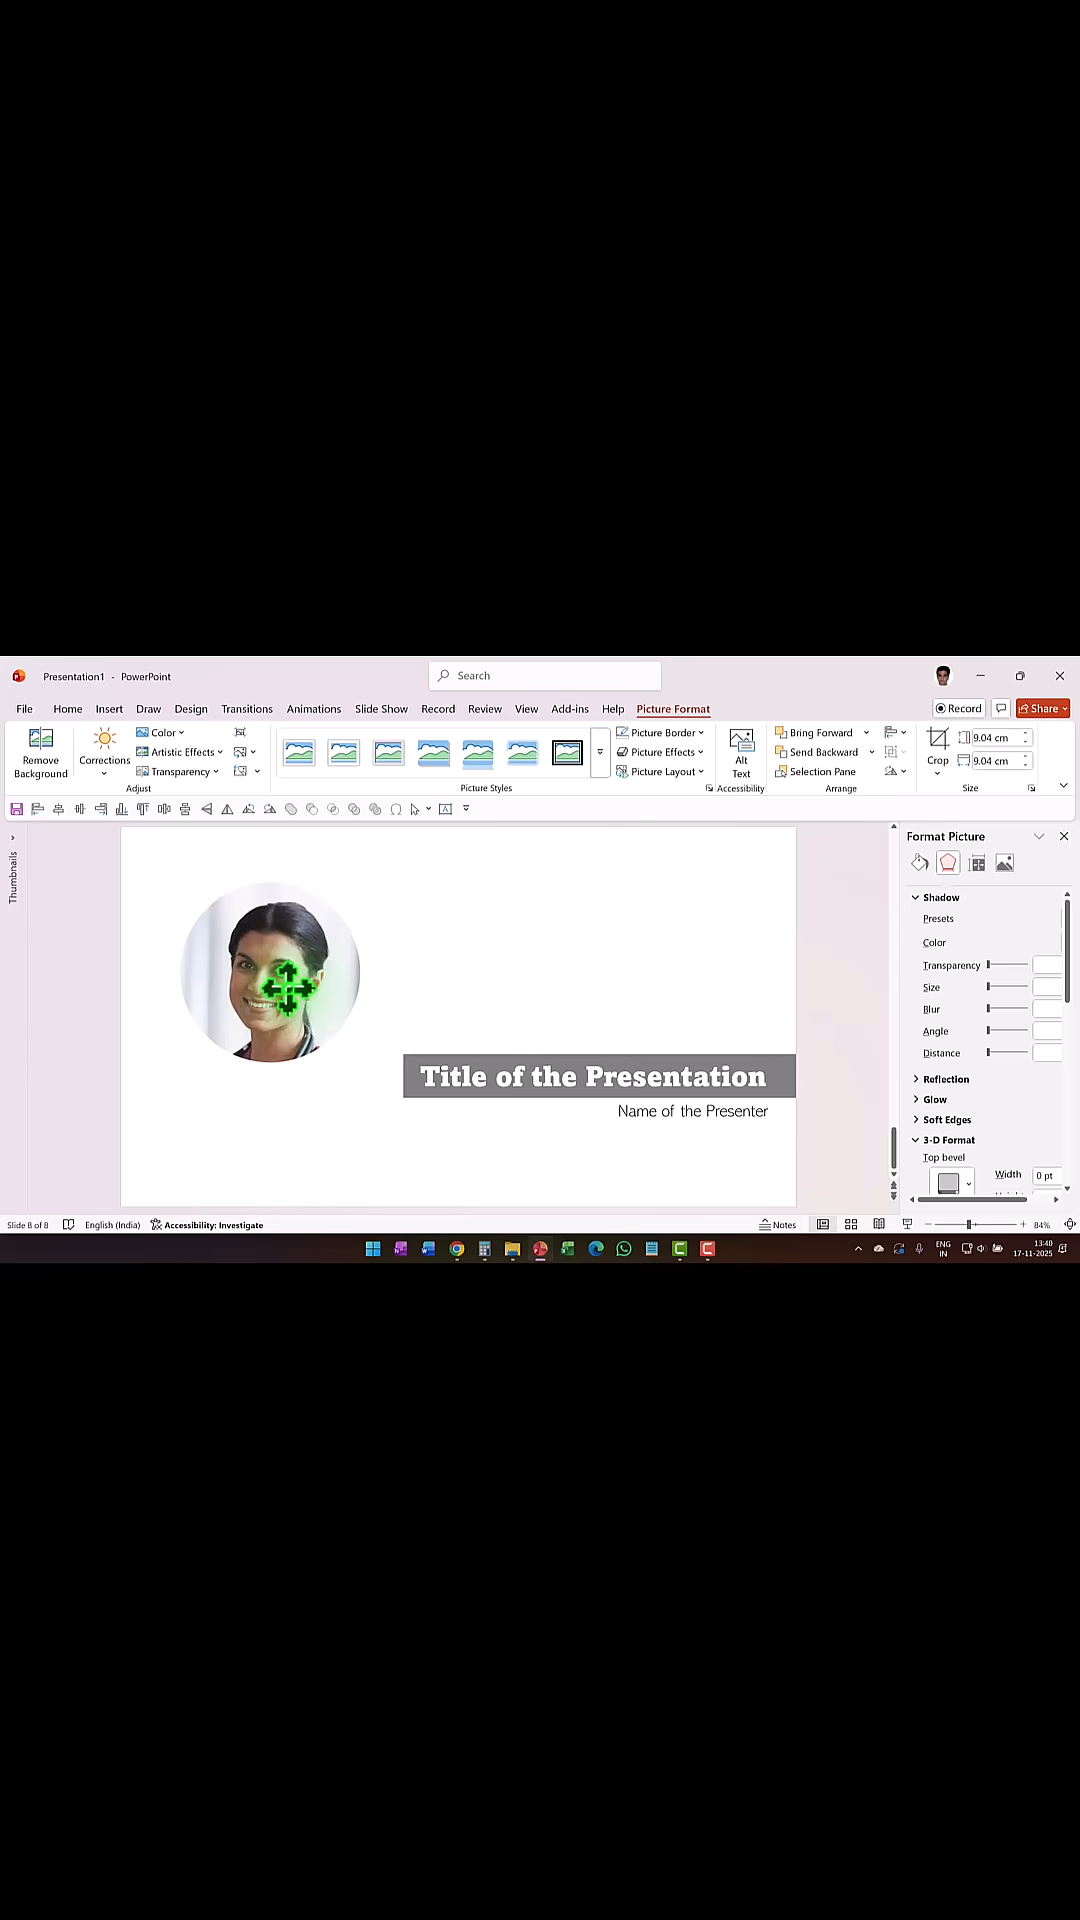 Presentation1 - PowerPoint
Search
File Home Insert Draw Design Transitions Animations Slide Show Record Review View Add-ins Help Picture Format
Record
Share
Remove Background
Corrections
Color
Artistic Effects
Transparency
Adjust
Picture Styles
Picture Border
Picture Effects
Picture Layout
Alt Text
Accessibility
Bring Forward
Send Backward
Selection Pane
Arrange
Crop
9.04 cm
9.04 cm
Size
Thumbnails
Title of the Presentation
Name of the Presenter
Format Picture
Shadow
Presets
Color
Transparency
Size
Blur
Angle
Distance
Reflection
Glow
Soft Edges
3-D Format
Top bevel
Width 0 pt
Slide 8 of 8
English (India)
Accessibility: Investigate
Notes
84%
ENG
IN
13:40
17-11-2025